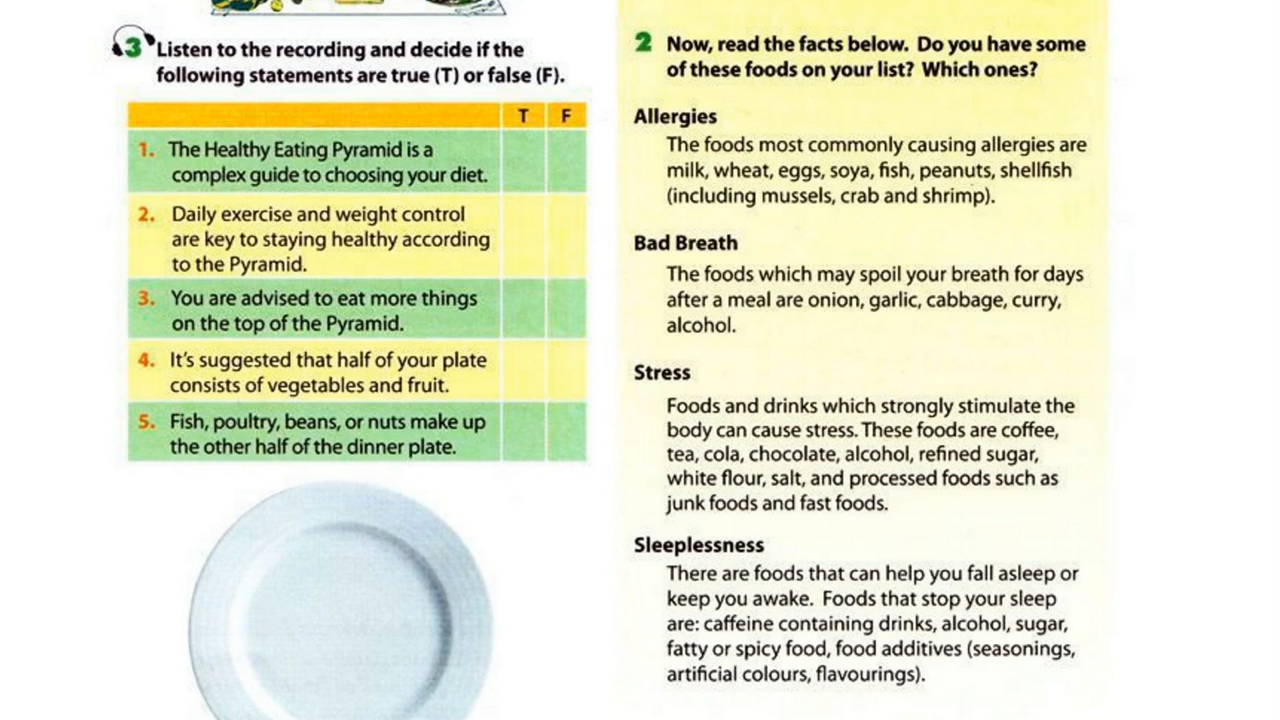 3 Listen to the recording and decide if the
following statements are true (T) or false (F).
T F
1. The Healthy Eating Pyramid is a
complex guide to choosing your diet.
2. Daily exercise and weight control
are key to staying healthy according
to the Pyramid.
3. You are advised to eat more things
on the top of the Pyramid.
4. It's suggested that half of your plate
consists of vegetables and fruit.
5. Fish, poultry, beans, or nuts make up
the other half of the dinner plate.
2 Now, read the facts below. Do you have some
of these foods on your list? Which ones?
Allergies
The foods most commonly causing allergies are
milk, wheat, eggs, soya, fish, peanuts, shellfish
(including mussels, crab and shrimp).
Bad Breath
The foods which may spoil your breath for days
after a meal are onion, garlic, cabbage, curry,
alcohol.
Stress
Foods and drinks which strongly stimulate the
body can cause stress. These foods are coffee,
tea, cola, chocolate, alcohol, refined sugar,
white flour, salt, and processed foods such as
junk foods and fast foods.
Sleeplessness
There are foods that can help you fall asleep or
keep you awake. Foods that stop your sleep
are: caffeine containing drinks, alcohol, sugar,
fatty or spicy food, food additives (seasonings,
artificial colours, flavourings).